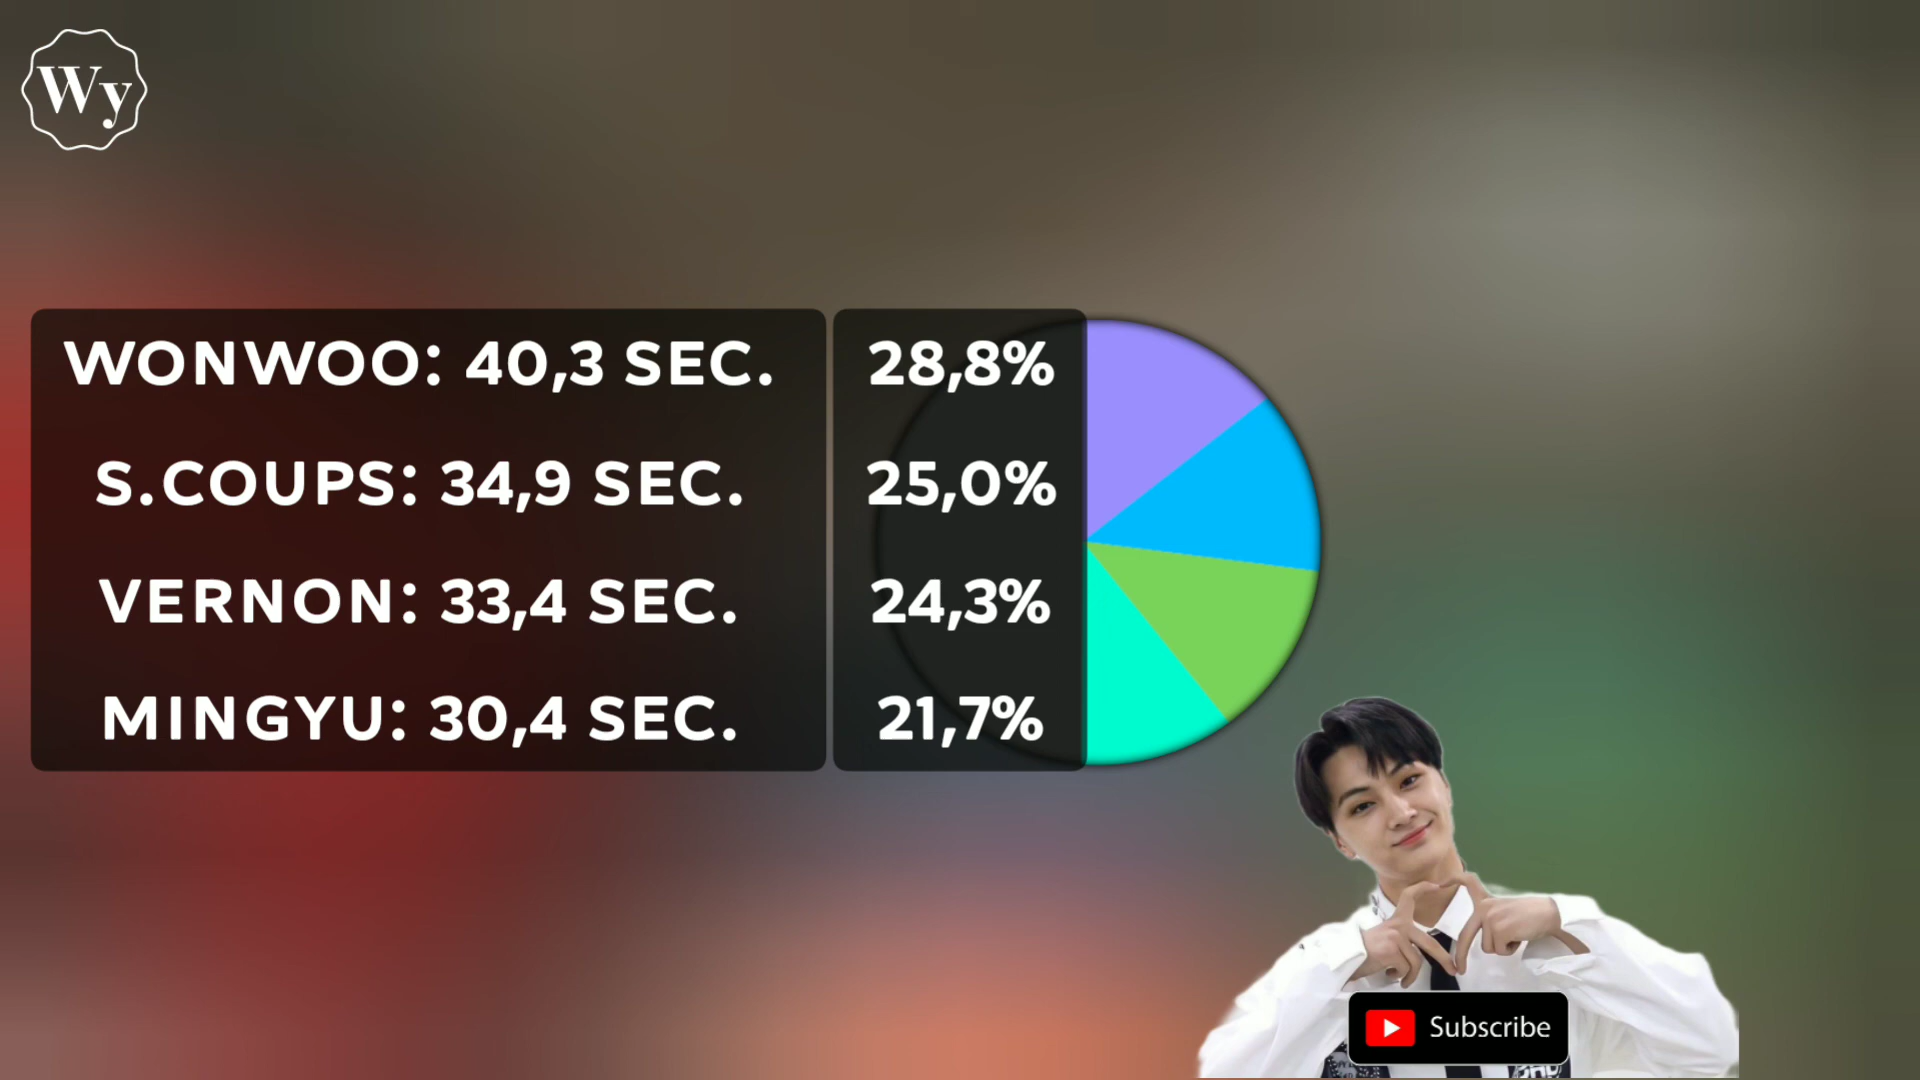 Wy
WONWOO: 40,3 SEC. 28,8%
S.COUPS: 34,9 SEC. 25,0%
VERNON: 33,4 SEC. 24,3%
MINGYU: 30,4 SEC. 21,7%
Subscribe